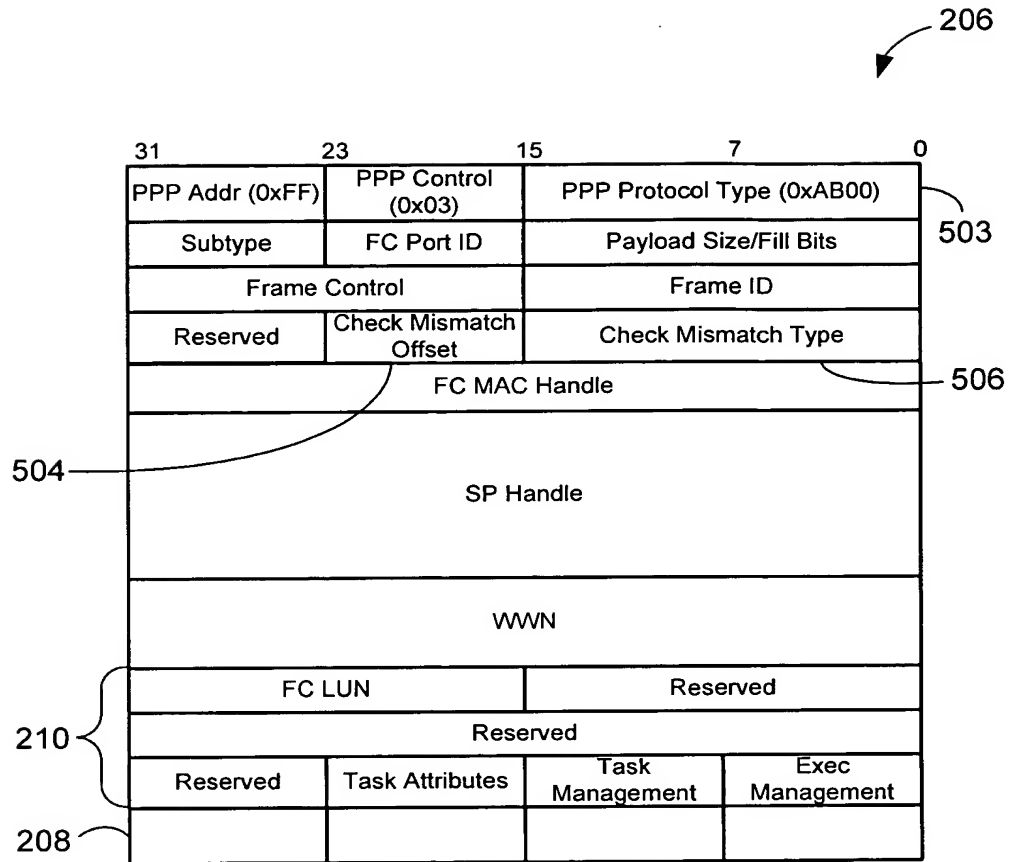 206
31 23 15 7 0
PPP Addr (0xFF) PPP Control (0x03) PPP Protocol Type (0xAB00)
503
Subtype FC Port ID Payload Size/Fill Bits
Frame Control Frame ID
Reserved Check Mismatch Offset Check Mismatch Type
506
FC MAC Handle
504
SP Handle
WWN
FC LUN Reserved
210
Reserved
Reserved Task Attributes Task Management Exec Management
208